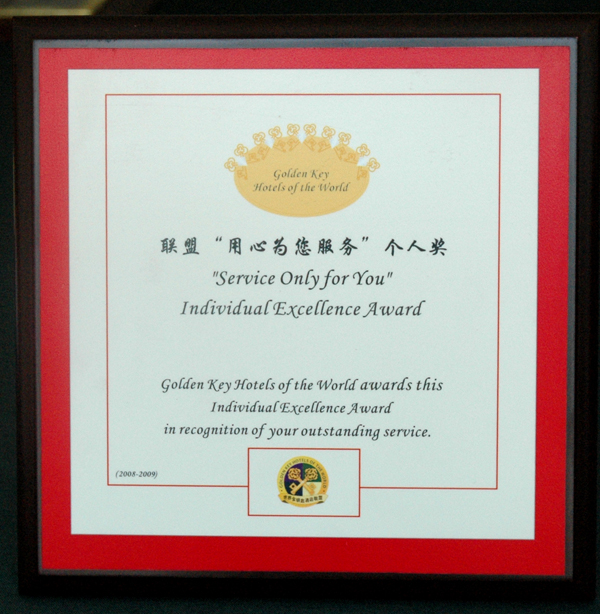 Golden Key
Hotels of the World
联盟“用心为您服务”个人奖
"Service Only for You"
Individual Excellence Award
Golden Key Hotels of the World awards this
Individual Excellence Award
in recognition of your outstanding service.
(2008-2009)